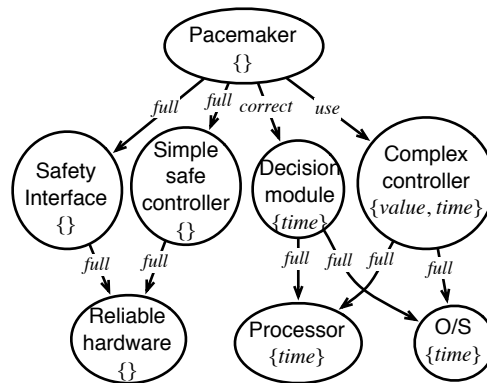 Pacemaker
{}
full
full
correct
use
Safety
Interface
{}
Simple
safe
controller
{}
Decision
module
{time}
Complex
controller
{value, time}
full
full
full
full
full
full
Reliable
hardware
{}
Processor
{time}
O/S
{time}